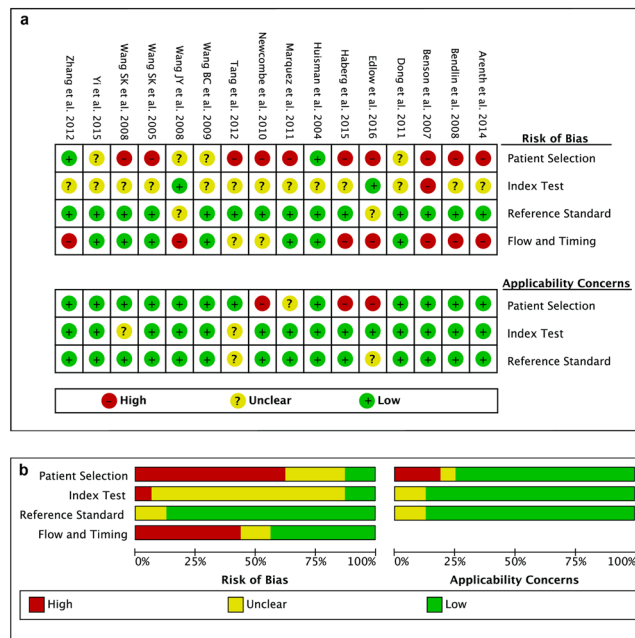 a
Zhang et al. 2012
Yi et al. 2015
Wang SK et al. 2008
Wang SK et al. 2005
Wang JY et al. 2008
Wang BC et al. 2009
Tang et al. 2012
Newcombe et al. 2010
Marquez et al. 2011
Huisman et al. 2004
Haberg et al. 2015
Edlow et al. 2016
Dong et al. 2011
Benson et al. 2007
Bendlin et al. 2008
Arenth et al. 2014
Risk of Bias
+ ? - - ? ? - - - + - - ? - - - Patient Selection
? ? ? ? + ? ? ? ? ? ? + ? - ? ? Index Test
+ + + + ? + + + + + + ? + + + + Reference Standard
- + + + - + ? ? + + - - + - - - Flow and Timing
Applicability Concerns
+ + + + + + + - ? + - - + + + + Patient Selection
+ + ? + + + ? + + + + + + + + + Index Test
+ + + + + + ? + + + + ? + + + + Reference Standard
- High ? Unclear + Low
b
Patient Selection
Index Test
Reference Standard
Flow and Timing
0% 25% 50% 75% 100% 0% 25% 50% 75% 100%
Risk of Bias Applicability Concerns
High Unclear Low